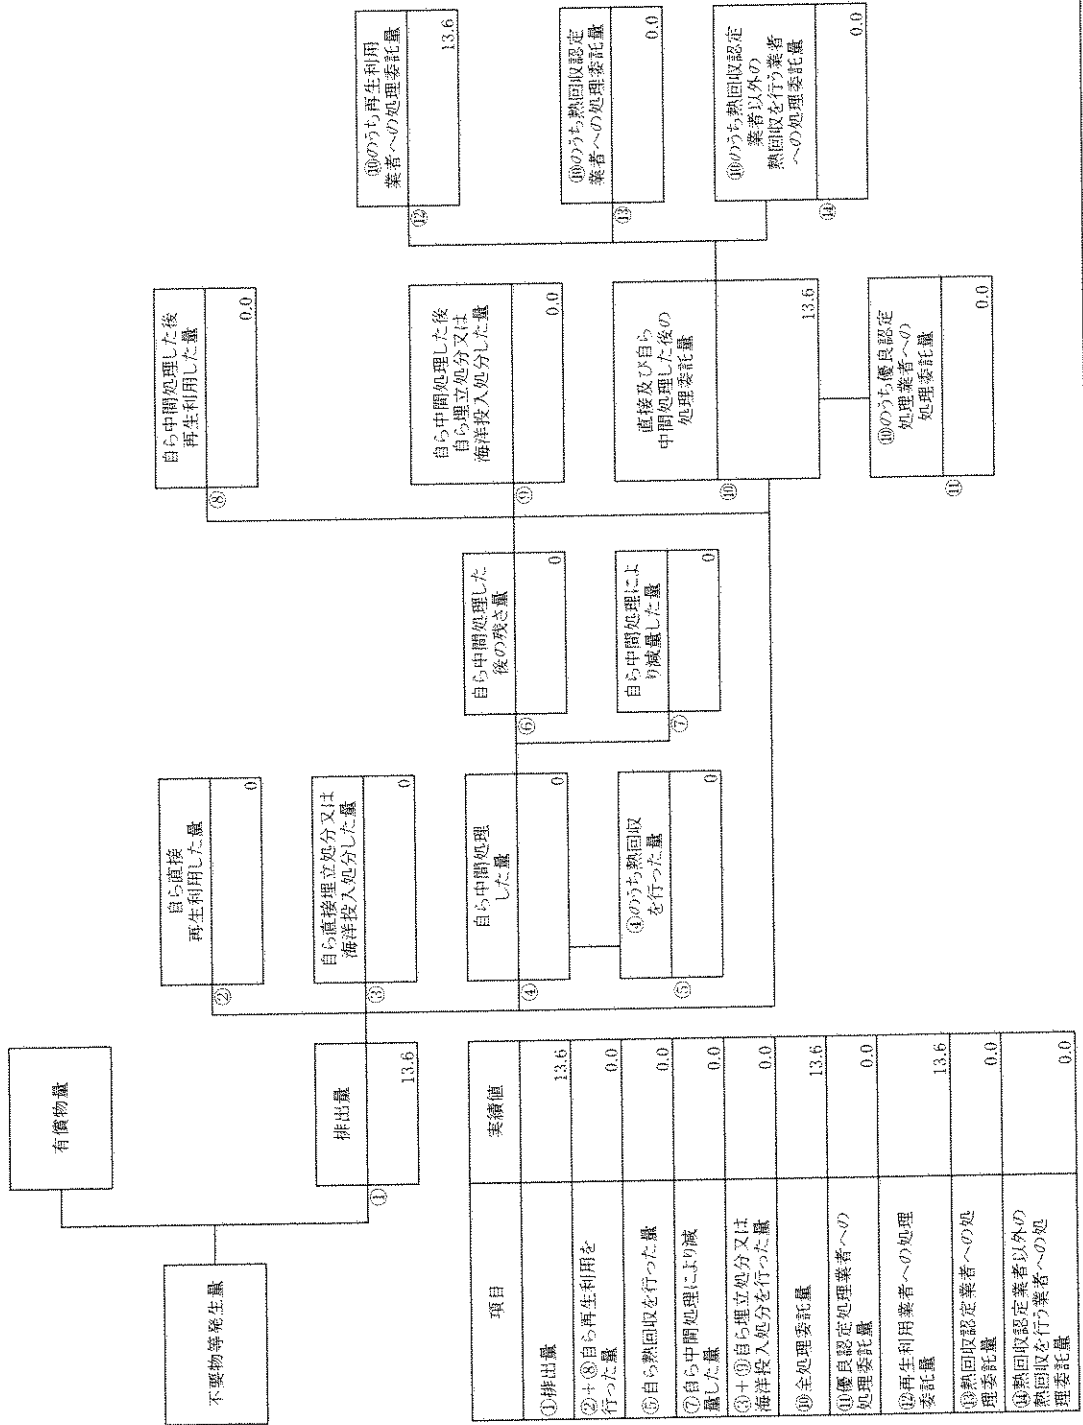 不要物等発生量
有償物量
排出量
①
13.6
②
自ら直接
再生利用した量
0
③
自ら直接埋立処分又は
海洋投入処分した量
0
④
自ら中間処理
した量
0
⑤
④のうち熱回収
を行った量
0
⑥
自ら中間処理した
後の残さ量
0
⑦
自ら中間処理によ
り減量した量
0
⑧
自ら中間処理した後
再生利用した量
0.0
⑨
自ら中間処理した後
自ら埋立処分又は
海洋投入処分した量
0.0
⑩
直接及び自ら
中間処理した後の
処理委託量
13.6
⑪
⑩のうち優良認定
処理業者への
処理委託量
0.0
⑫
⑩のうち再生利用
業者への処理委託量
13.6
⑬
⑩のうち熱回収認定
業者への処理委託量
0.0
⑭
⑩のうち熱回収認定
業者以外の
熱回収を行う業者
への処理委託量
0.0
項目 実績値
①排出量 13.6
②+⑧自ら再生利用を
行った量 0.0
⑤自ら熱回収を行った量 0.0
⑦自ら中間処理により減
量した量 0.0
③+⑨自ら埋立処分又は
海洋投入処分を行った量 0.0
⑩全処理委託量 13.6
⑪優良認定処理業者への
処理委託量 0.0
⑫再生利用業者への処理
委託量 13.6
⑬熱回収認定業者への処
理委託量 0.0
⑭熱回収認定業者以外の
熱回収を行う業者への処
理委託量 0.0